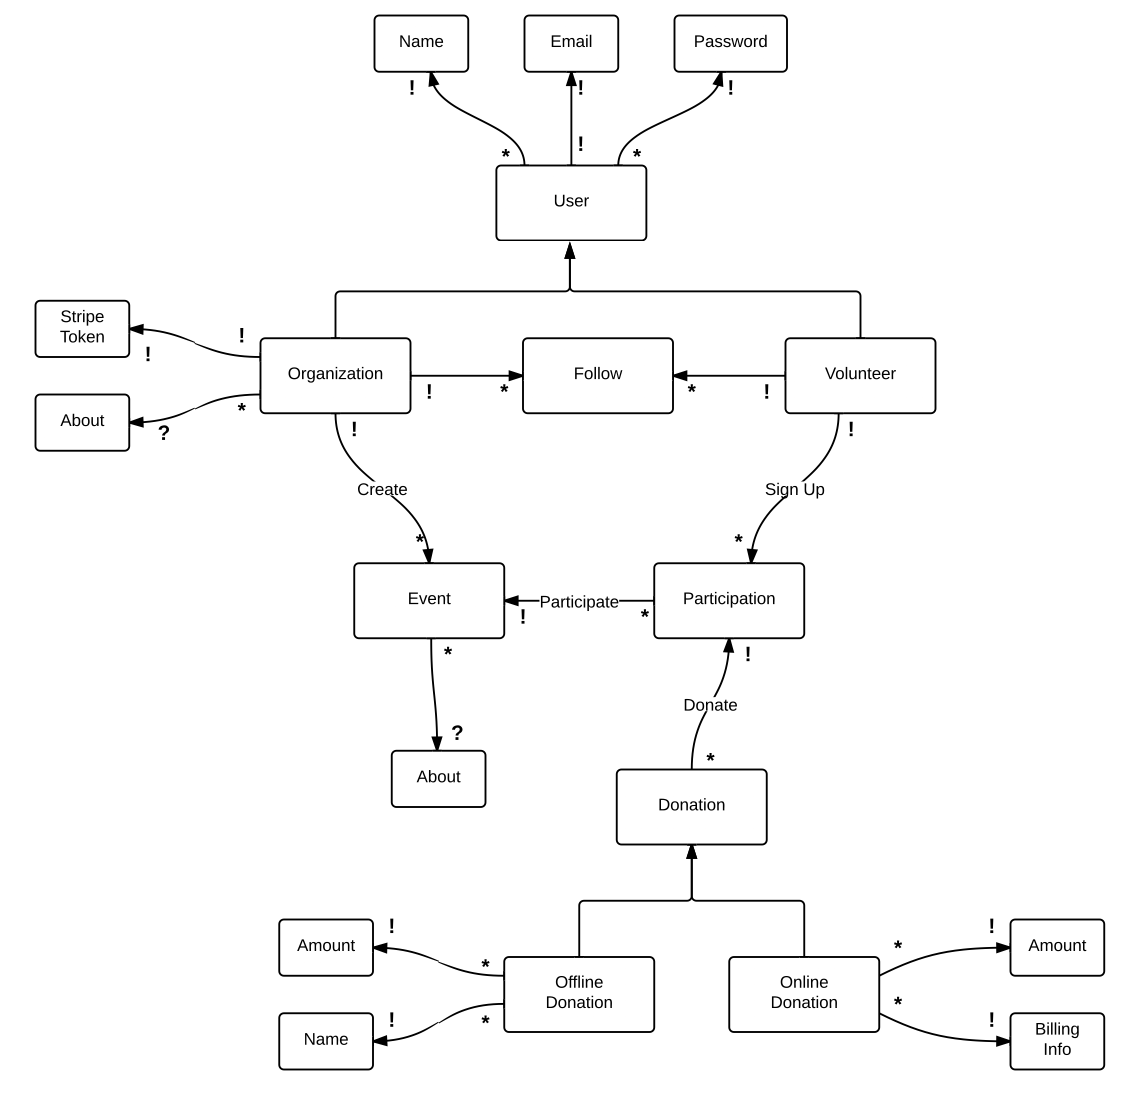 Name
Email
Password
!
!
!
*
!
*
User
Stripe
Token
!
!
Organization
Follow
Volunteer
!
*
*
!
About
*
?
!
!
Create
Sign Up
*
*
Event
Participate
Participation
!
*
*
!
Donate
?
*
About
Donation
Amount
!
*
!
Amount
*
Offline
Donation
Online
Donation
*
*
!
!
Name
Billing
Info